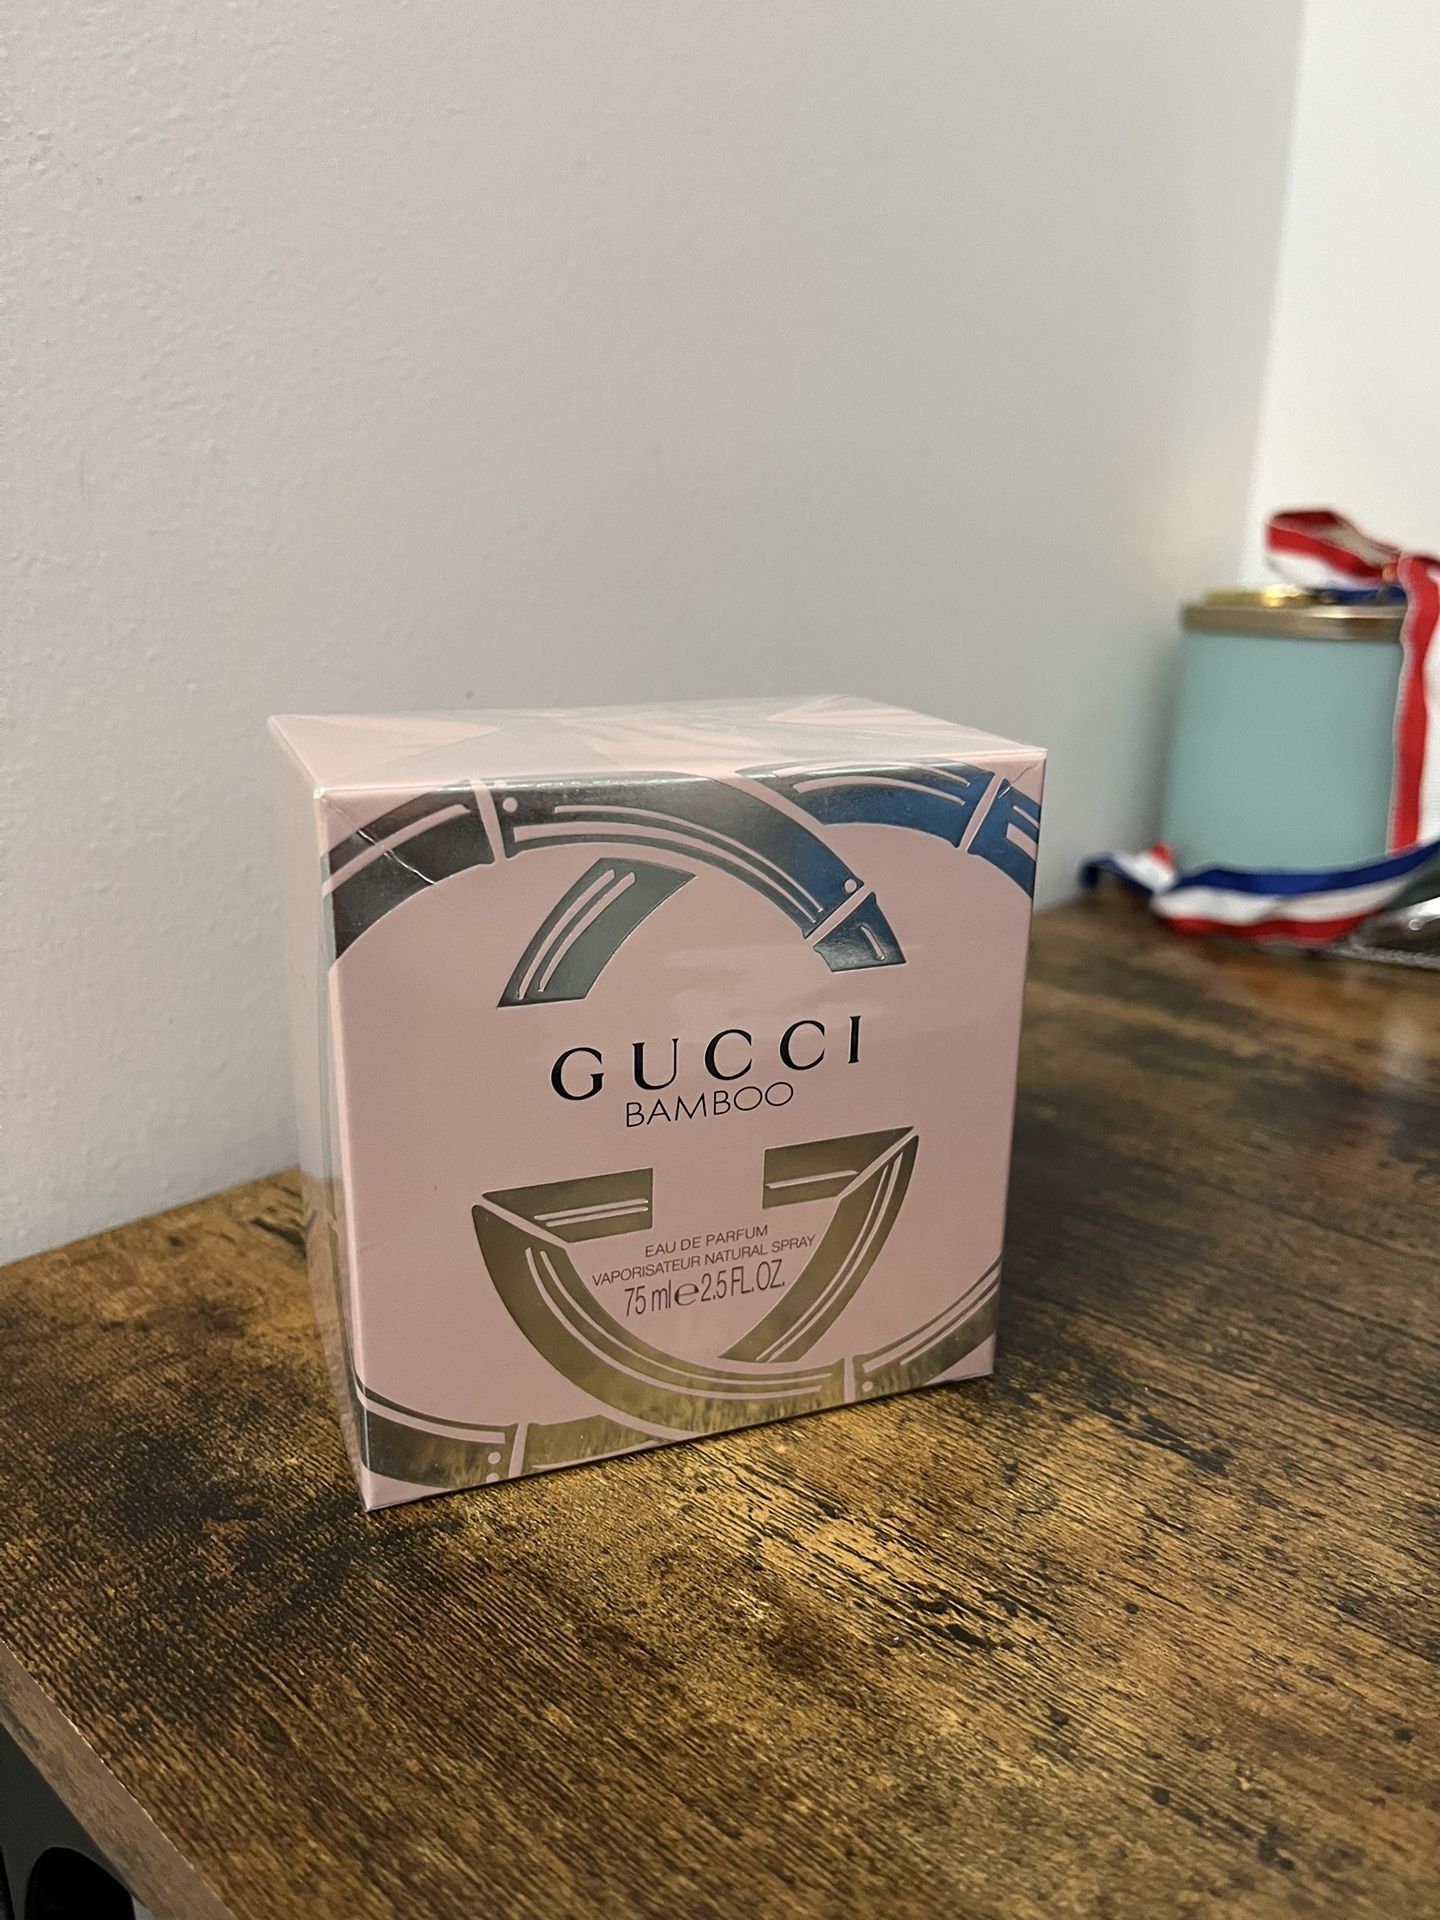 GUCCI
BAMBOO
EAU DE PARFUM
VAPORISATEUR NATURAL SPRAY
75 ml e 2.5 FL.OZ.